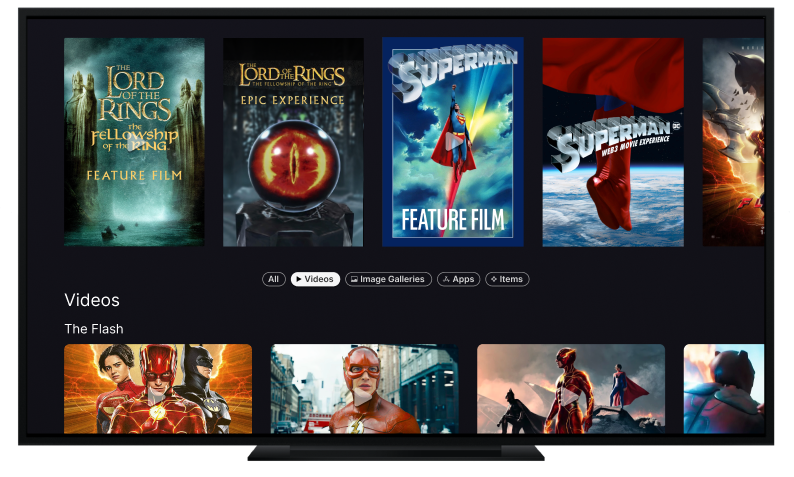 THE
LORD
OF THE
RINGS
the
fellowship
of the RING
FEATURE FILM
THE
LORD OF THE RINGS
THE FELLOWSHIP OF THE RING
EPIC EXPERIENCE
SUPERMAN
FEATURE FILM
SUPERMAN
WEB3 MOVIE EXPERIENCE
All
Videos
Image Galleries
Apps
Items
Videos
The Flash